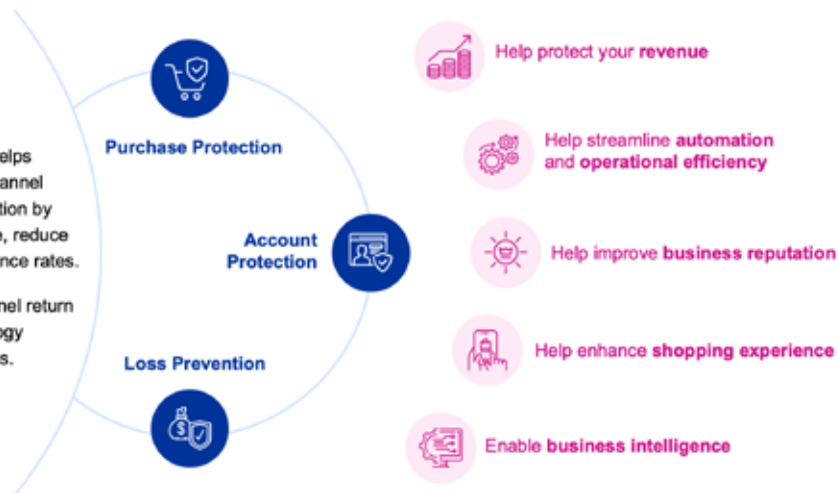 annel
tion by
, reduce
nce rates.
nel return
ogy
s.
Purchase Protection
Account
Protection
Loss Prevention
Help protect your revenue
Help streamline automation
and operational efficiency
Help improve business reputation
Help enhance shopping experience
Enable business intelligence